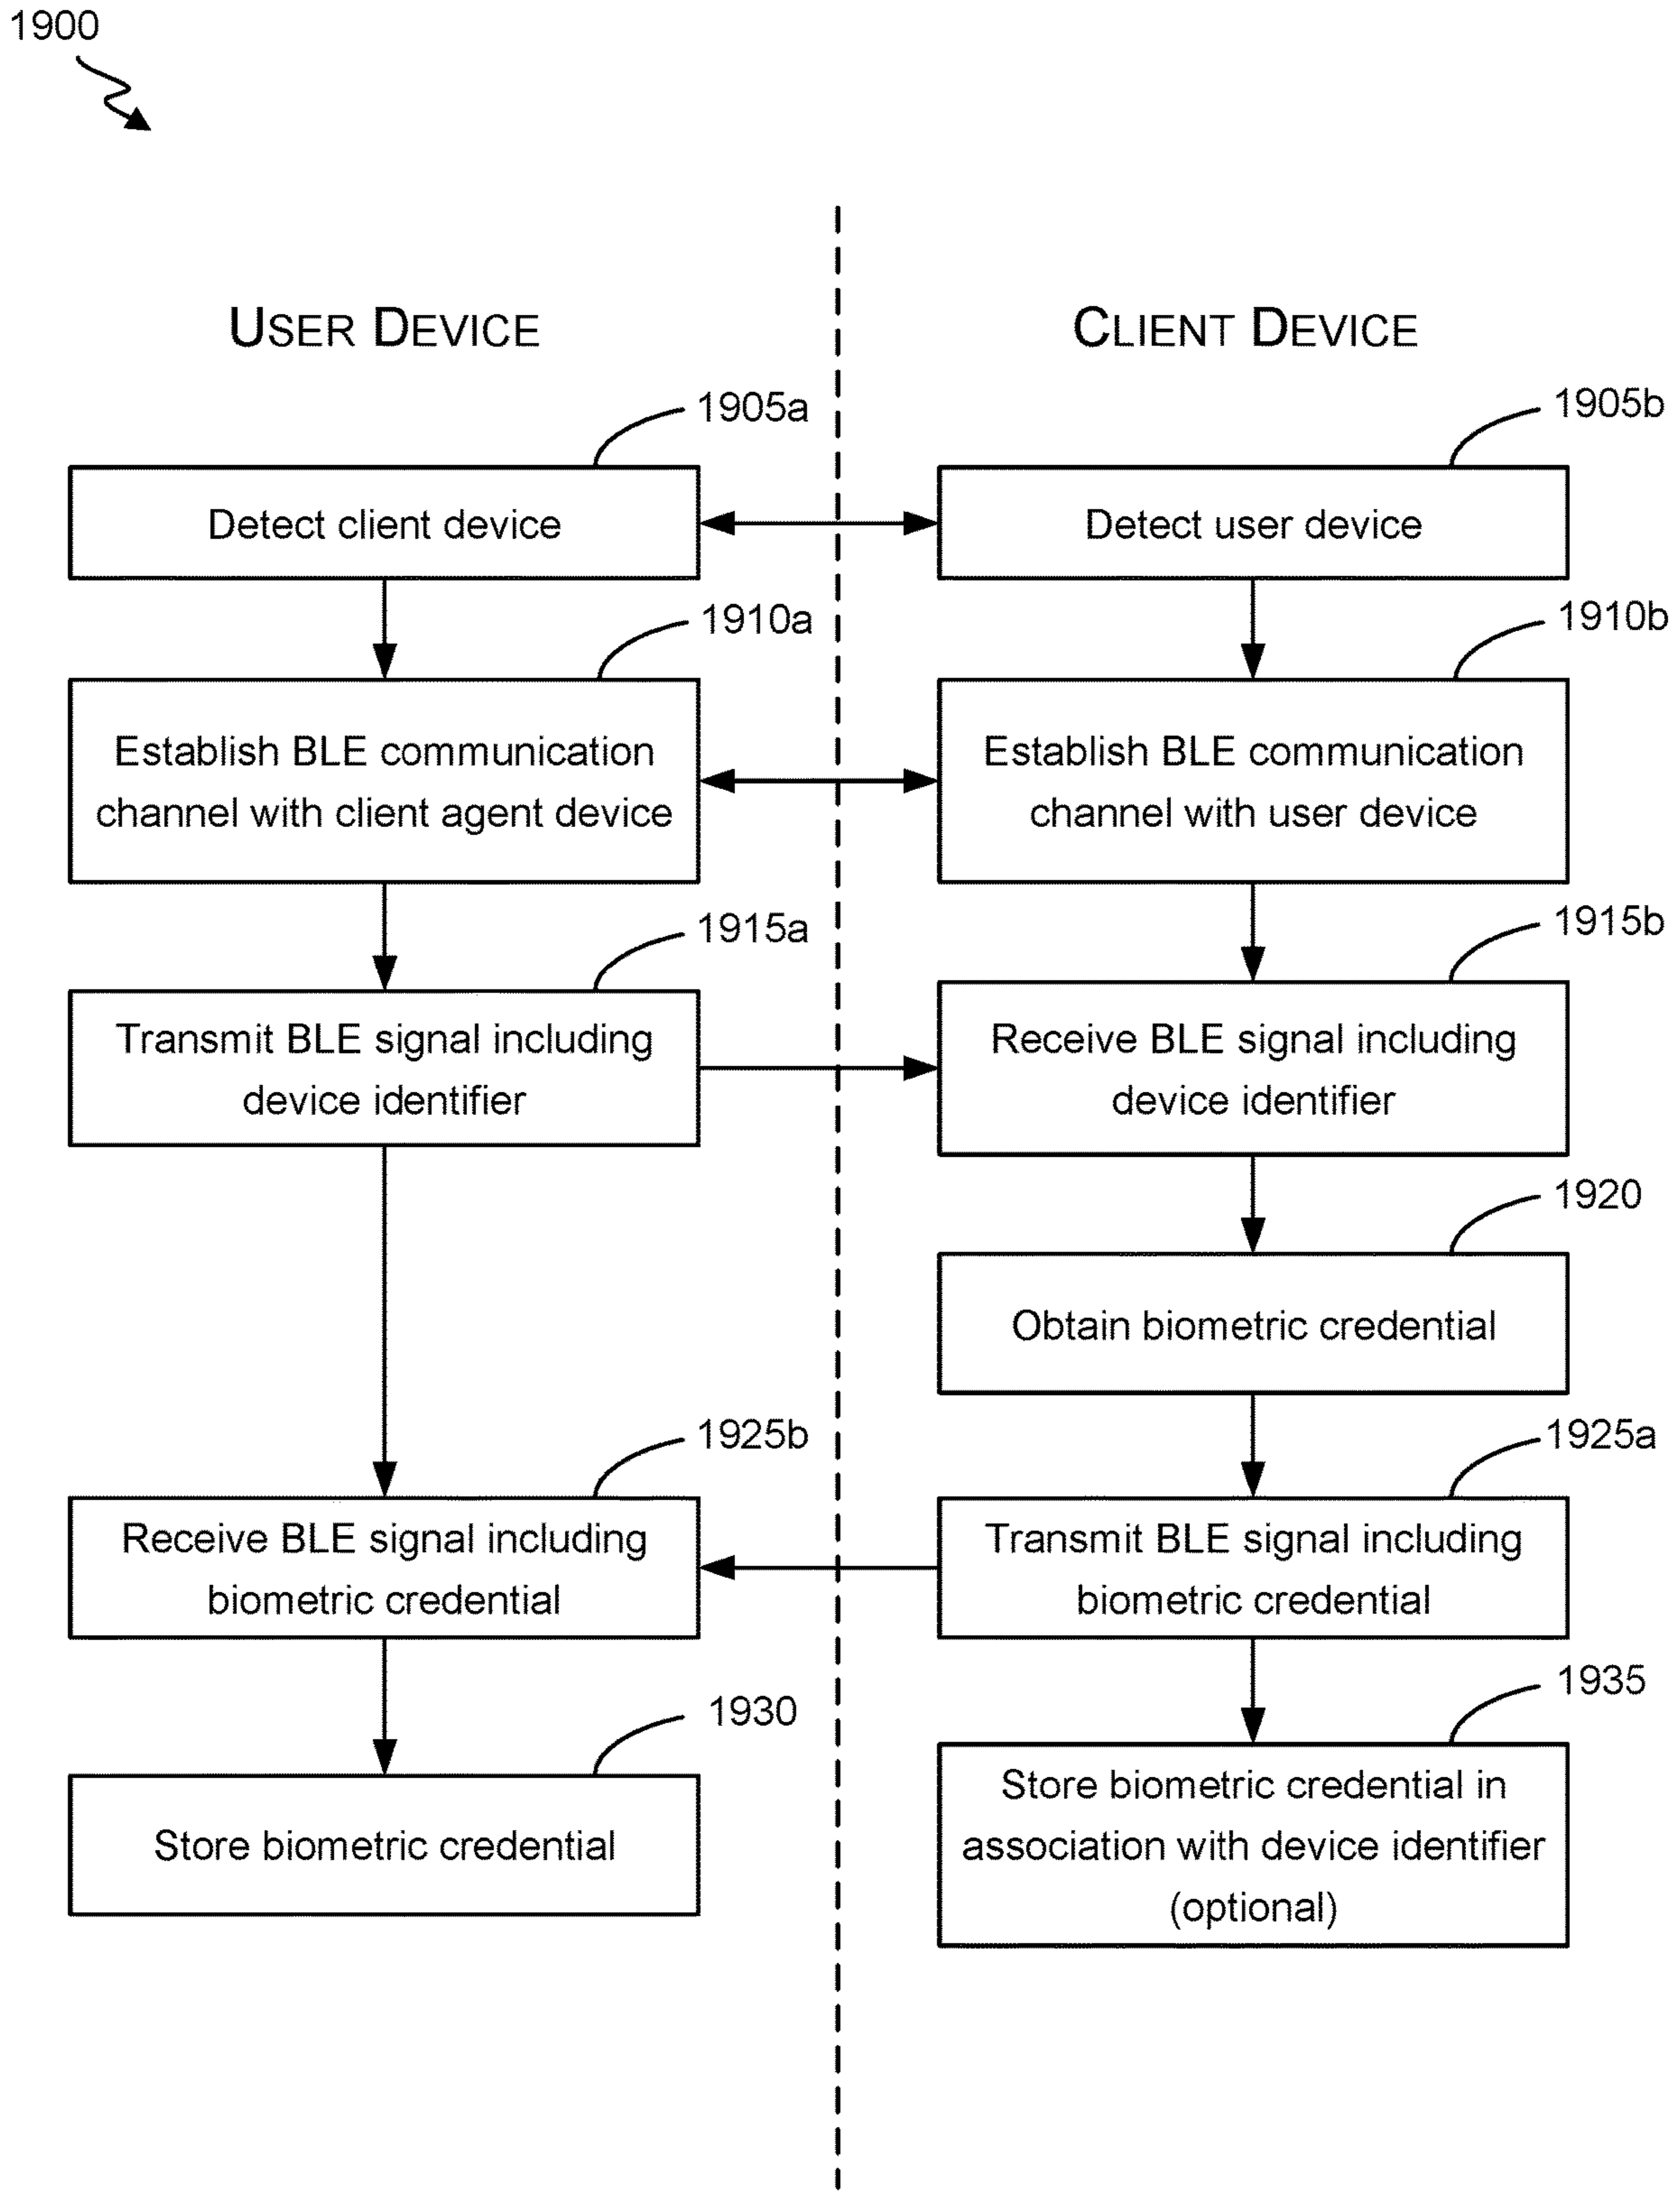 1900
USER DEVICE
CLIENT DEVICE
1905a
1905b
Detect client device
Detect user device
1910a
1910b
Establish BLE communication
channel with client agent device
Establish BLE communication
channel with user device
1915a
1915b
Transmit BLE signal including
device identifier
Receive BLE signal including
device identifier
1920
Obtain biometric credential
1925b
1925a
Receive BLE signal including
biometric credential
Transmit BLE signal including
biometric credential
1930
1935
Store biometric credential
Store biometric credential in
association with device identifier
(optional)